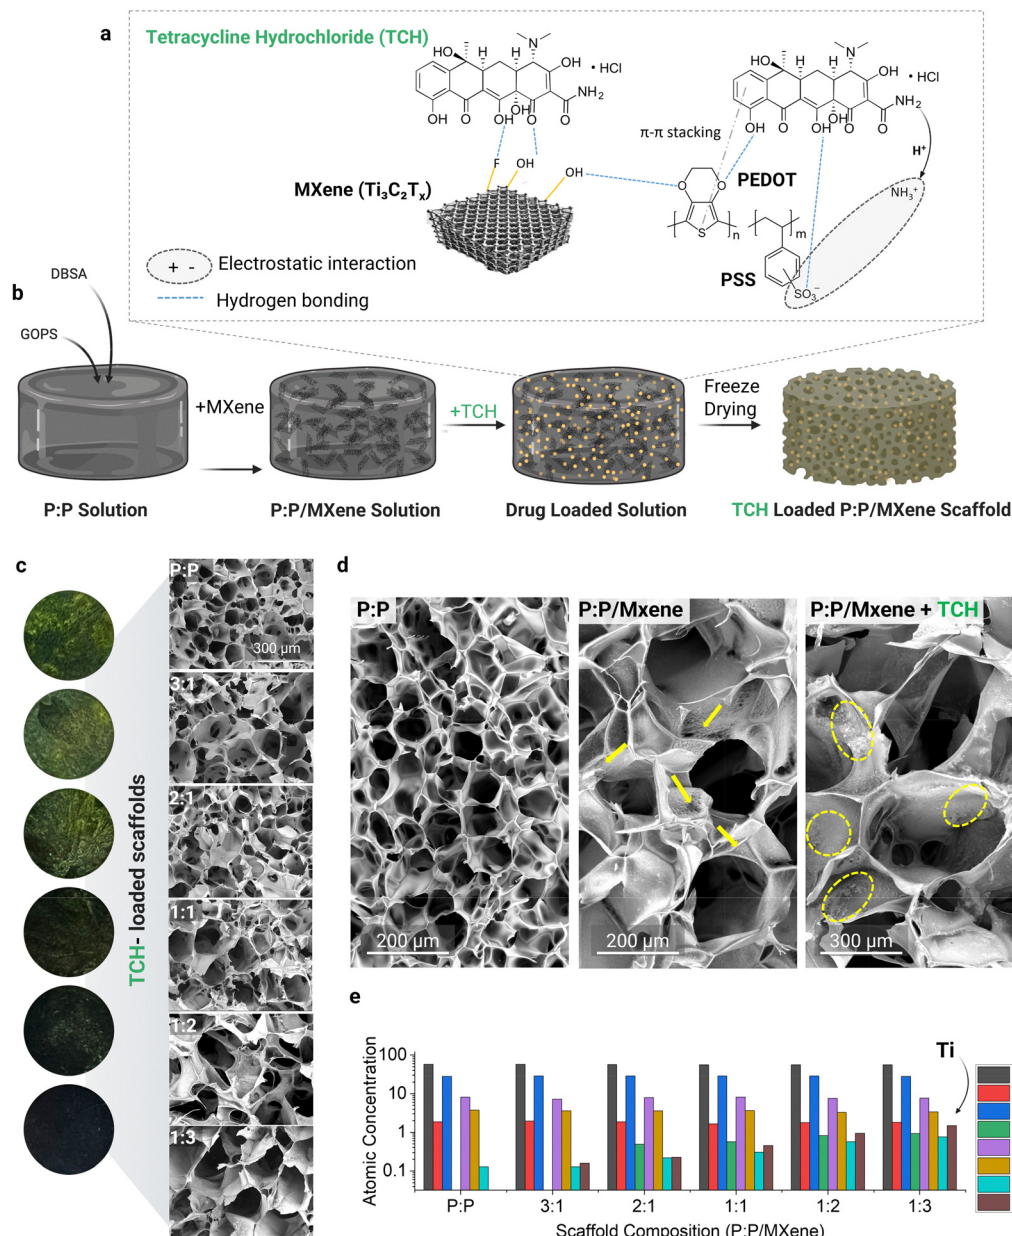 a
Tetracycline Hydrochloride (TCH)
HO
H
H
N
OH
• HCl
NH2
OH
O
OH
OH
O
O
HO
H
H
N
OH
• HCl
NH2
OH
O
OH
OH
O
O
π-π stacking
H+
F
OH
OH
MXene (Ti3C2Tx)
O
O
PEDOT
NH3+
S
n
m
PSS
SO3−
+ -
Electrostatic interaction
Hydrogen bonding
b
DBSA
GOPS
+MXene
+TCH
Freeze
Drying
P:P Solution
P:P/MXene Solution
Drug Loaded Solution
TCH Loaded P:P/MXene Scaffold
c
TCH- loaded scaffolds
P:P
300 µm
3:1
2:1
1:1
1:2
1:3
d
P:P
P:P/Mxene
P:P/Mxene + TCH
200 µm
200 µm
300 µm
e
Atomic Concentration
100
10
1
0.1
Ti
P:P
3:1
2:1
1:1
1:2
1:3
Scaffold Composition (P:P/MXene)